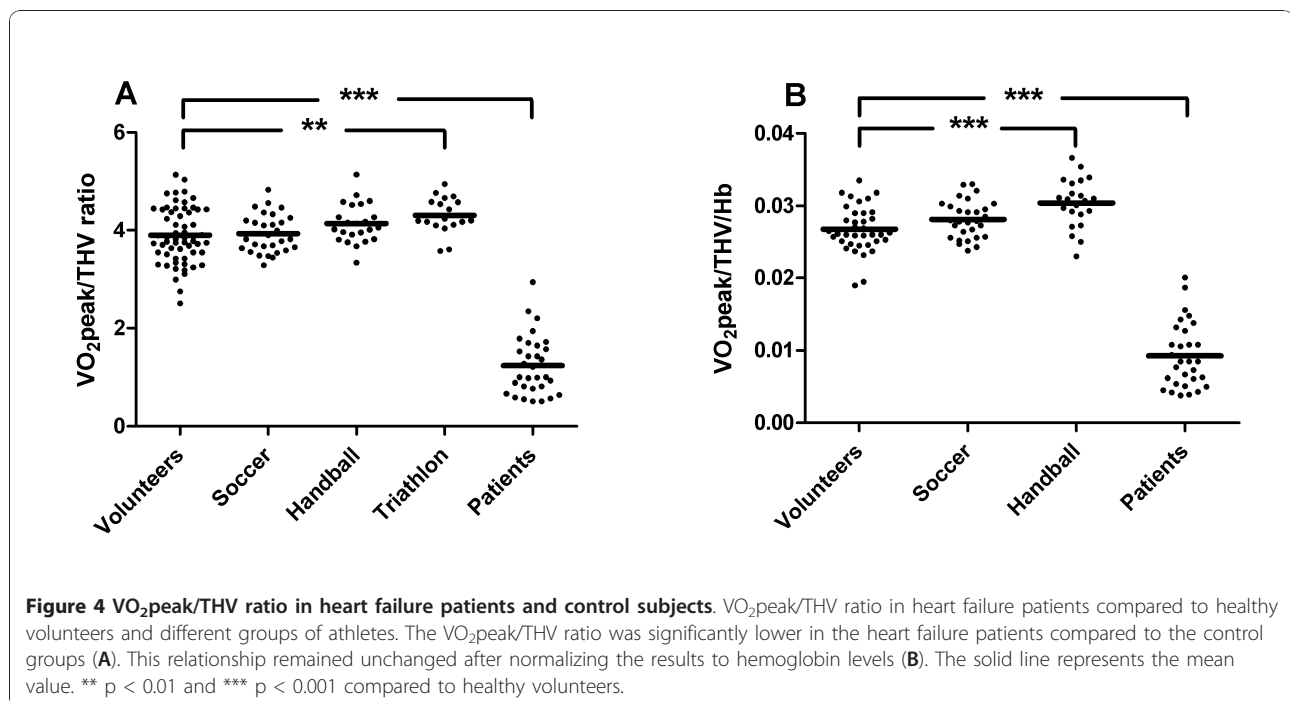 A
***
**
6
4
2
0
VO₂peak/THV ratio
Volunteers
Soccer
Handball
Triathlon
Patients
B
***
***
0.04
0.03
0.02
0.01
0.00
VO₂peak/THV/Hb
Volunteers
Soccer
Handball
Patients
Figure 4 VO₂peak/THV ratio in heart failure patients and control subjects. VO₂peak/THV ratio in heart failure patients compared to healthy
volunteers and different groups of athletes. The VO₂peak/THV ratio was significantly lower in the heart failure patients compared to the control
groups (A). This relationship remained unchanged after normalizing the results to hemoglobin levels (B). The solid line represents the mean
value. ** p < 0.01 and *** p < 0.001 compared to healthy volunteers.